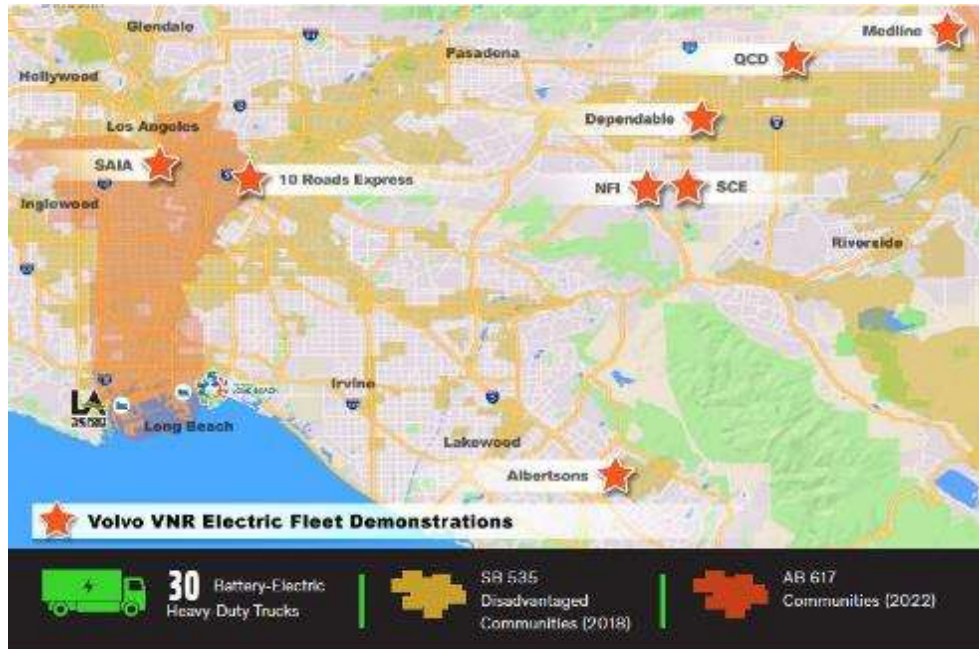 Glendale
Medline
Pasadena
QCD
Hollywood
Dependable
Los Angeles
SAIA
10 Roads Express
NFI
SCE
Inglewood
Riverside
Irvine
LA
Long Beach
Lakewood
Albertsons
Volvo VNR Electric Fleet Demonstrations
30 Battery-Electric
Heavy-Duty Trucks
SB 535
Disadvantaged
Communities (2018)
AB 617
Communities (2022)